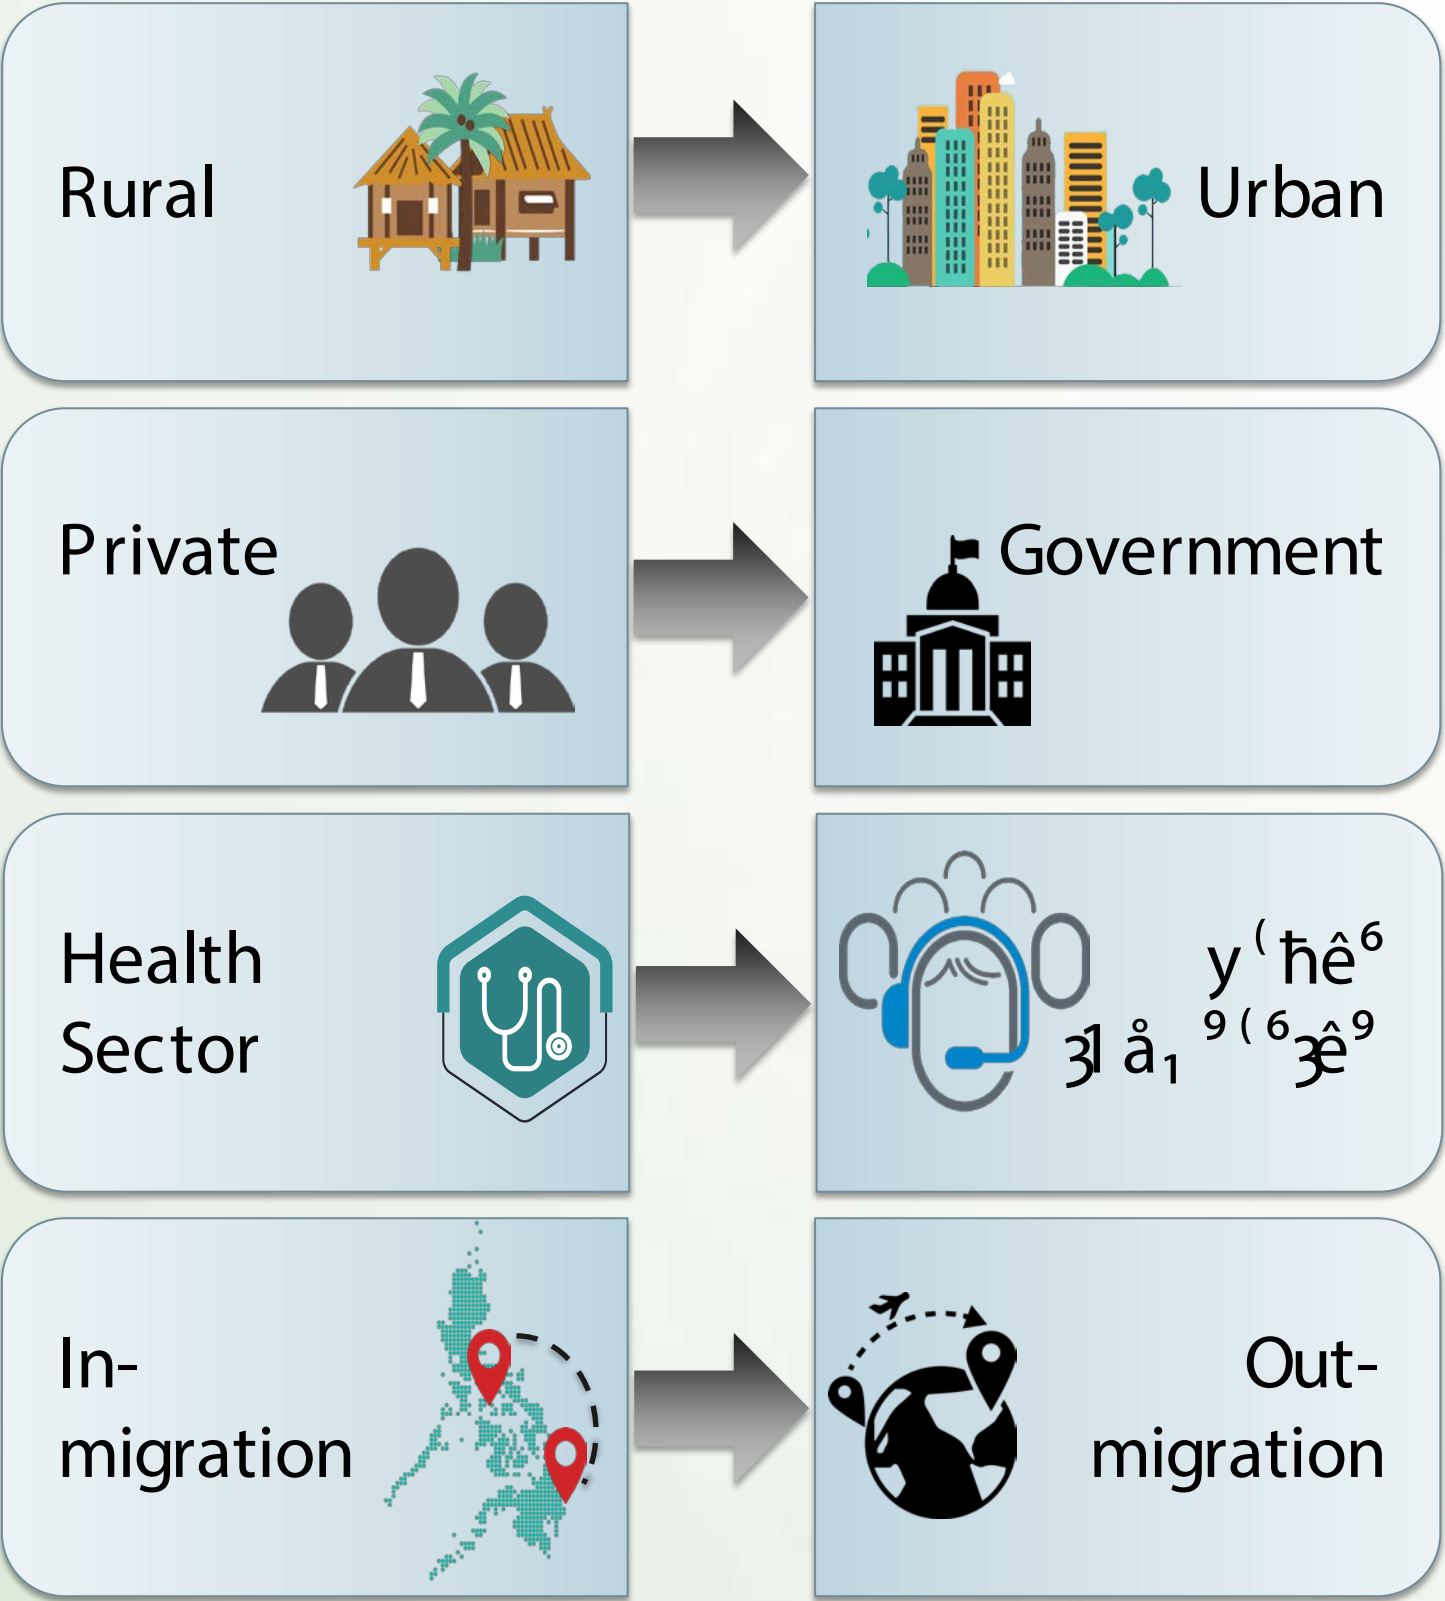 Rural
Urban
Private
Government
Health
Sector
In-
migration
Out-
migration